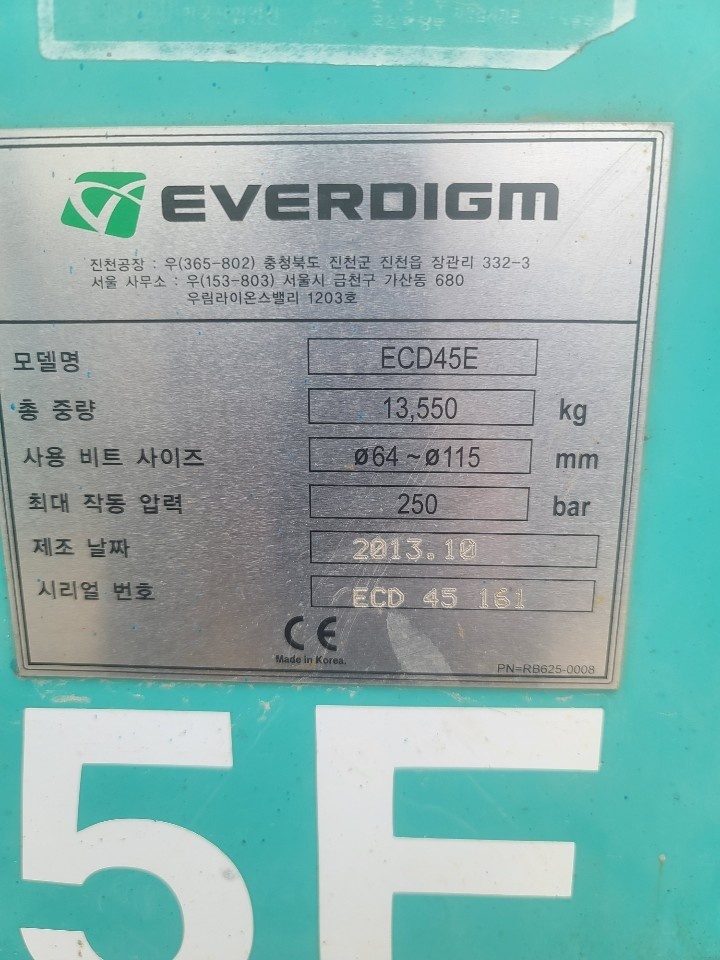 EVERDIGM
진천공장 : 우(365-802) 충청북도 진천군 진천읍 장관리 332-3
서울 사무소 : 우(153-803) 서울시 금천구 가산동 680
우림라이온스밸리 1203호
모델명 ECD45E
총 중량 13,550 kg
사용 비트 사이즈 ø64~ø115 mm
최대 작동 압력 250 bar
제조 날짜 2013.10
시리얼 번호 ECD 45 161
CE
Made in Korea.
PN=RB625-0008
5E